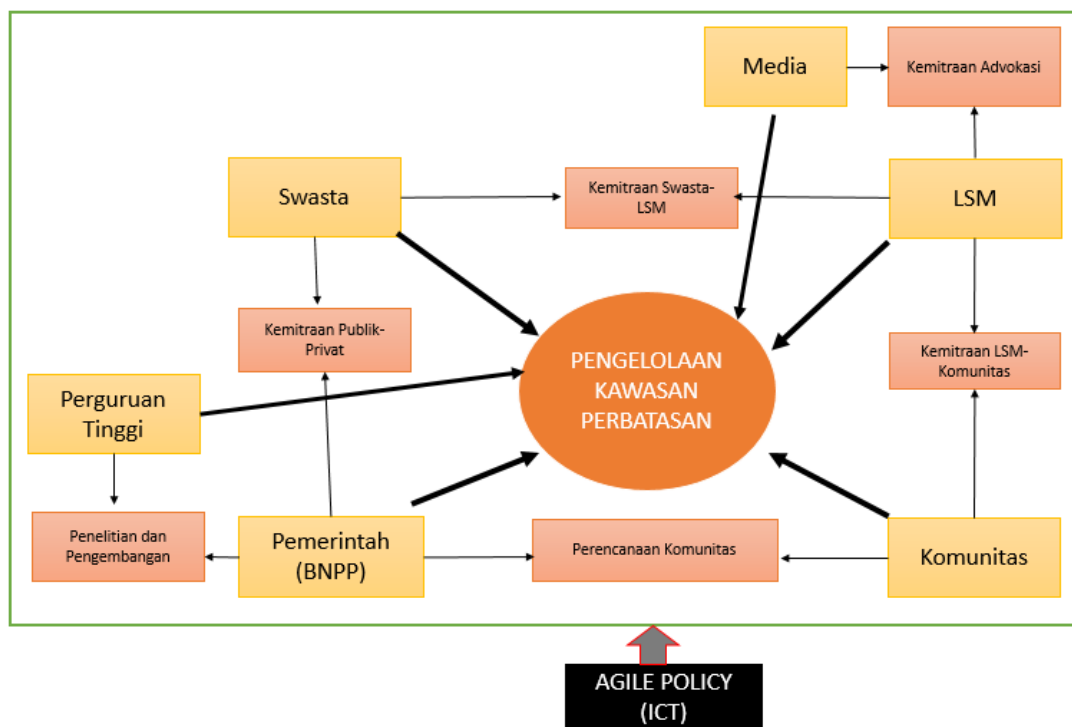 Media
Kemitraan Advokasi
Swasta
Kemitraan Swasta-
LSM
LSM
Kemitraan Publik-
Privat
PENGELOLAAN
KAWASAN
PERBATASAN
Kemitraan LSM-
Komunitas
Perguruan
Tinggi
Penelitian dan
Pengembangan
Pemerintah
(BNPP)
Perencanaan Komunitas
Komunitas
AGILE POLICY
(ICT)